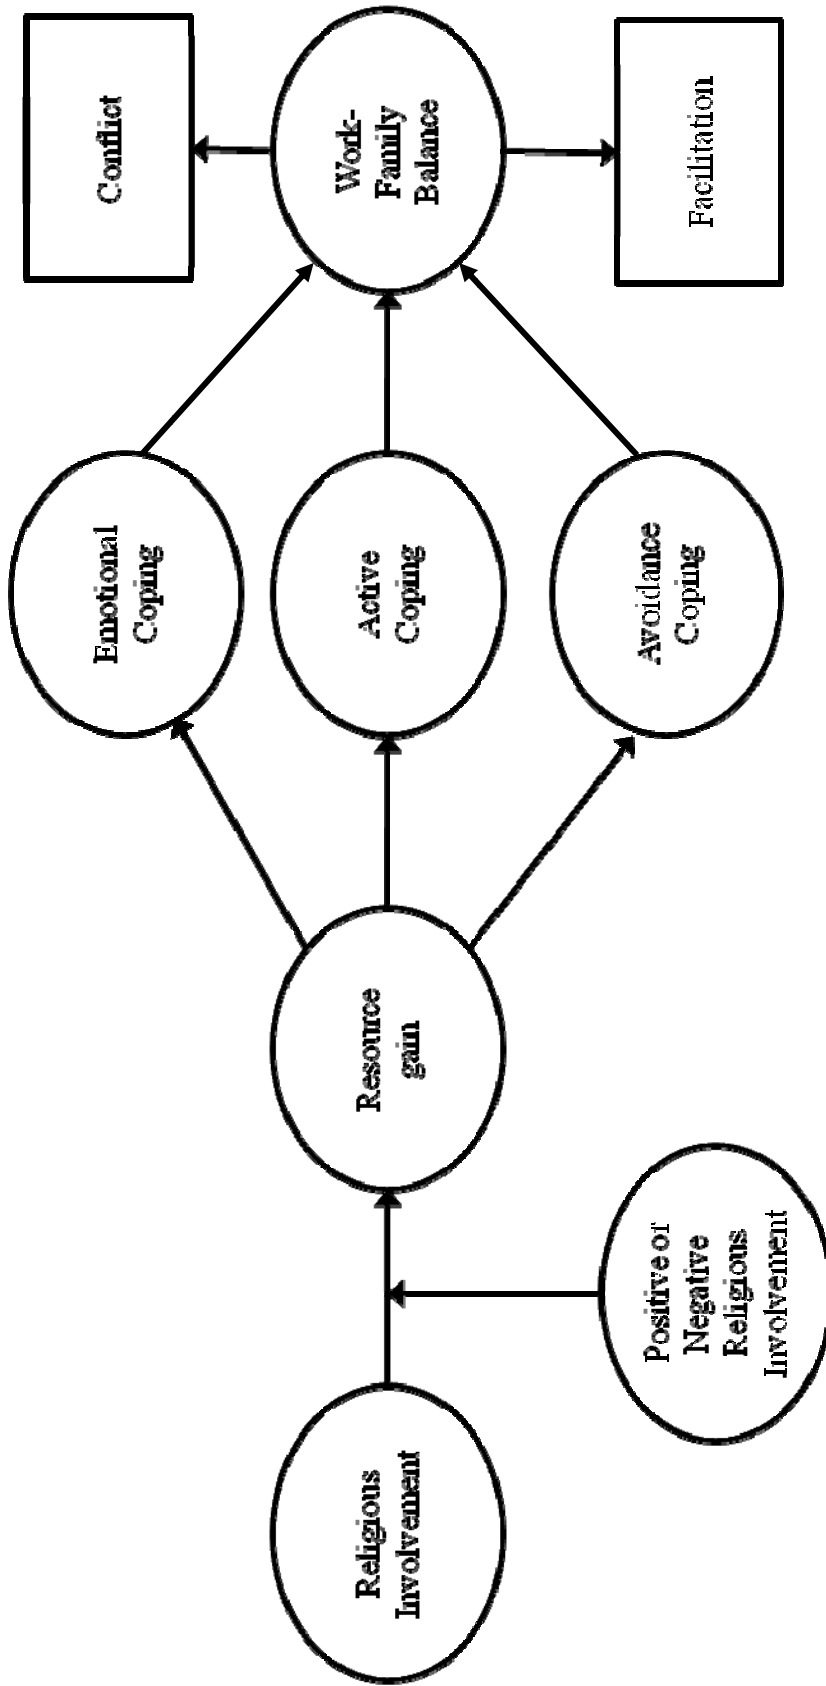 Religious
Involvement
Positive or
Negative
Religious
Involvement
Resource
gain
Emotional
Coping
Active
Coping
Avoidance
Coping
Work-
Family
Balance
Conflict
Facilitation